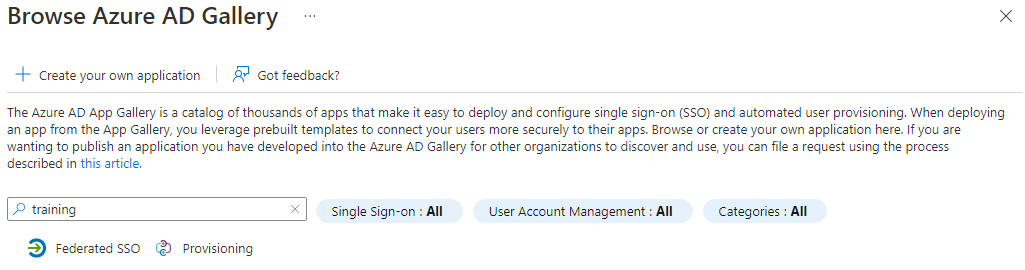 Browse Azure AD Gallery ...
Create your own application
Got feedback?
The Azure AD App Gallery is a catalog of thousands of apps that make it easy to deploy and configure single sign-on (SSO) and automated user provisioning. When deploying
an app from the App Gallery, you leverage prebuilt templates to connect your users more securely to their apps. Browse or create your own application here. If you are
wanting to publish an application you have developed into the Azure AD Gallery for other organizations to discover and use, you can file a request using the process
described in this article.
training
Single Sign-on : All
User Account Management : All
Categories : All
Federated SSO
Provisioning